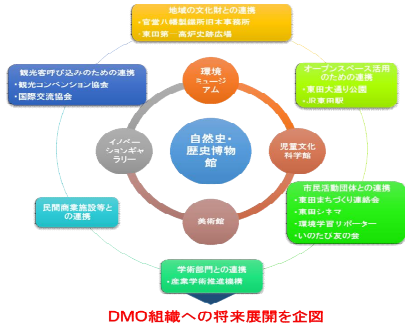 地域の文化財との連携
・官営八幡製鐵所旧本事務所
・東田第一高炉史跡広場
観光客呼び込みのための連携
・観光コンベンション協会
・国際交流協会
環境
ミュージ
アム
オープンスペース活用
のための連携
・東田大通り公園
・JR東田駅
イノベー
ションギャ
ラリー
自然史・
歴史博物
館
児童文化
科学館
民間商業施設等と
の連携
美術館
市民活動団体との連携
・東田まちづくり連絡会
・東田シネマ
・環境学習リポーター
・いのたび友の会
学術部門との連携
・産業学術推進機構
DMO組織への将来展開を企図